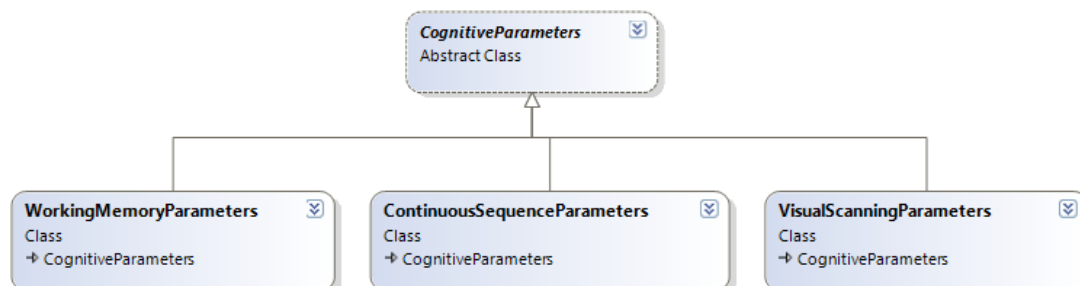 CognitiveParameters
Abstract Class
WorkingMemoryParameters
Class
CognitiveParameters
ContinuousSequenceParameters
Class
CognitiveParameters
VisualScanningParameters
Class
CognitiveParameters